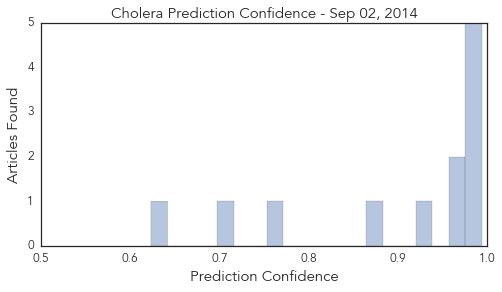 Cholera Prediction Confidence - Sep 02, 2014
Articles Found
5
4
3
2
1
0
0.5 0.6 0.7 0.8 0.9 1.0
Prediction Confidence